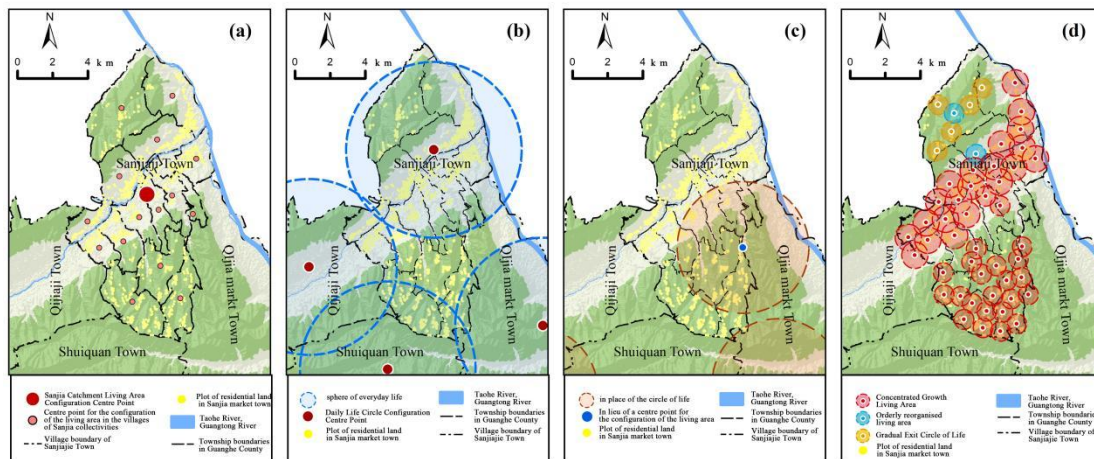 (a)
N
0 2 4
k m
Sanjiaji Town
Qijiaji Town
Qijia markt Town
Shuiquan Town
Sanjia Catchment Living Area
Configuration Centre Point
Centre point for the configuration
of the living area in the villages
of Sanjia collectivities
Village boundary of
Sanjiajie Town
Plot of residential land
in Sanjia market town
Taohe River,
Guangtong River
Township boundaries
in Guanghe County
(b)
N
0 2 4
k m
Sanjiaji Town
Qijiaji Town
QIjia markt Town
Shuiquan Town
sphere of everyday life
Daily Life Circle Configuration
Centre Point
Plot of residential land
in Sanjia market town
Taohe River,
Guangtong River
Township boundaries
in Guanghe County
Village boundary of
Sanjiajie Town
(c)
N
0 2 4
k m
Sanjiaji Town
Qijiaji Town
QIjia markt Town
Shuiquan Town
in place of the circle of life
In lieu of a centre point for
the configuration of the living area
Plot of residential land
in Sanjia market town
Taohe River,
Guangtong River
Township boundaries
in Guanghe County
Village boundary of
Sanjiajie Town
(d)
N
0 2 4
k m
Sanjiaji Town
Qijiaji Town
Qijia markt Town
Shuiquan Town
Concentrated Growth
Living Area
Orderly reorganised
living area
Gradual Exit Circle of Life
Plot of residential land
in Sanjia market town
Taohe River,
Guangtong River
Township boundaries
in Guanghe County
Village boundary of
Sanjiajie Town